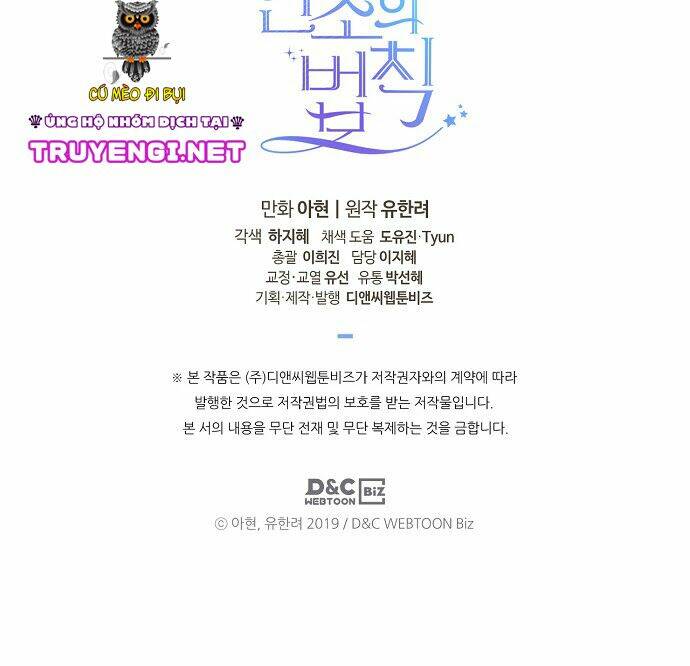 법칙
CÚ MÈO ĐI BỤI
ỦNG HỘ NHÓM DỊCH TẠI
TRUYENGI.NET
만화 아현 | 원작 유한려
각색 하지혜 채색 도움 도유진·Tyun
총괄 이희진 담당 이지혜
교정·교열 유선 유통 박선혜
기획·제작·발행 디앤씨웹툰비즈
※ 본 작품은 (주)디앤씨웹툰비즈가 저작권자와의 계약에 따라
발행한 것으로 저작권법의 보호를 받는 저작물입니다.
본 서의 내용을 무단 전재 및 무단 복제하는 것을 금합니다.
D&C BiZ
WEBTOON
ⓒ 아현, 유한려 2019 / D&C WEBTOON Biz